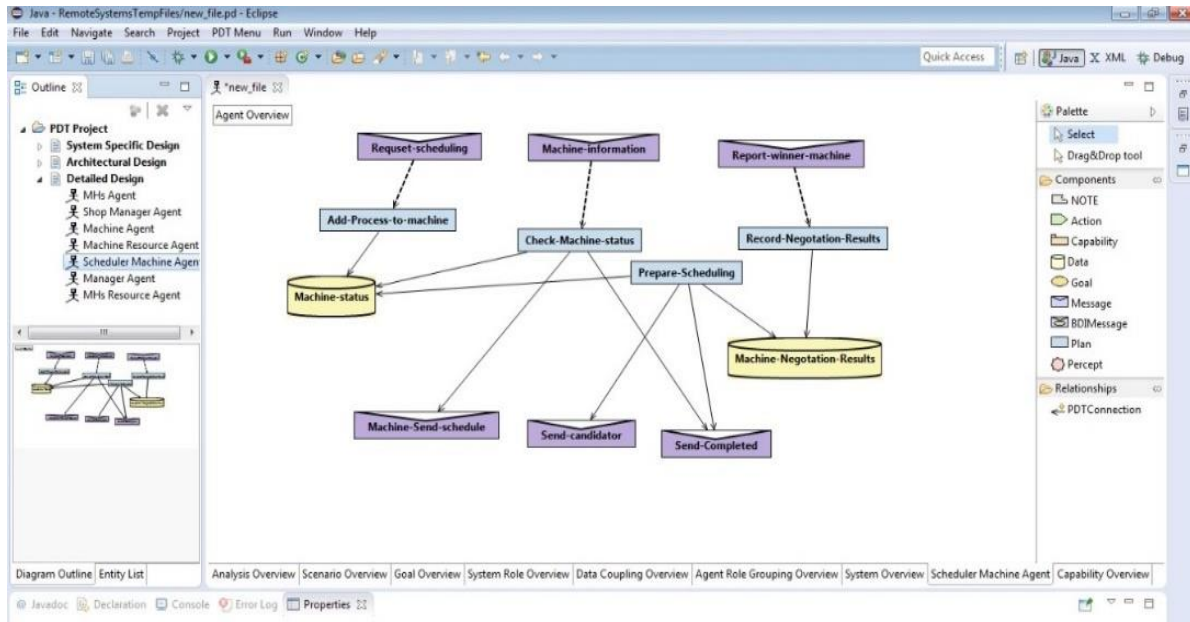 Java - RemoteSystemsTempFiles/new_file.pd - Eclipse
File Edit Navigate Search Project PDT Menu Run Window Help
Quick Access Java XML Debug
Outline
PDT Project
System Specific Design
Architectural Design
Detailed Design
MHs Agent
Shop Manager Agent
Machine Agent
Machine Resource Agent
Scheduler Machine Agen
Manager Agent
MHs Resource Agent
Diagram Outline Entity List
*new_file
Agent Overview
Requset-scheduling
Machine-information
Report-winner-machine
Add-Process-to-machine
Check-Machine-status
Record-Negotation-Results
Prepare-Scheduling
Machine-status
Machine-Negotation-Results
Machine-Send-schedule
Send-candidator
Send-Completed
Palette
Select
Drag&Drop tool
Components
NOTE
Action
Capability
Data
Goal
Message
BDIMessage
Plan
Percept
Relationships
PDTConnection
Analysis Overview Scenario Overview Goal Overview System Role Overview Data Coupling Overview Agent Role Grouping Overview System Overview Scheduler Machine Agent Capability Overview
Javadoc Declaration Console Error Log Properties